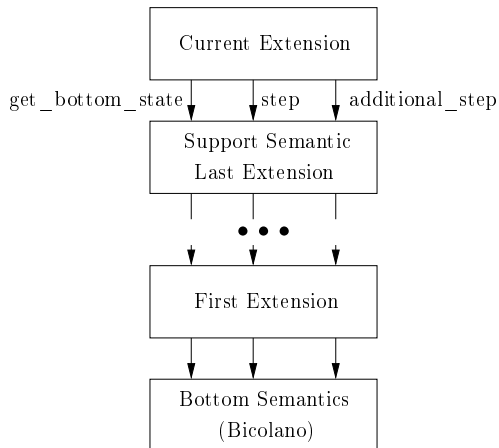 Current Extension
get_bottom_state step additional_step
Support Semantic
Last Extension
First Extension
Bottom Semantics
(Bicolano)